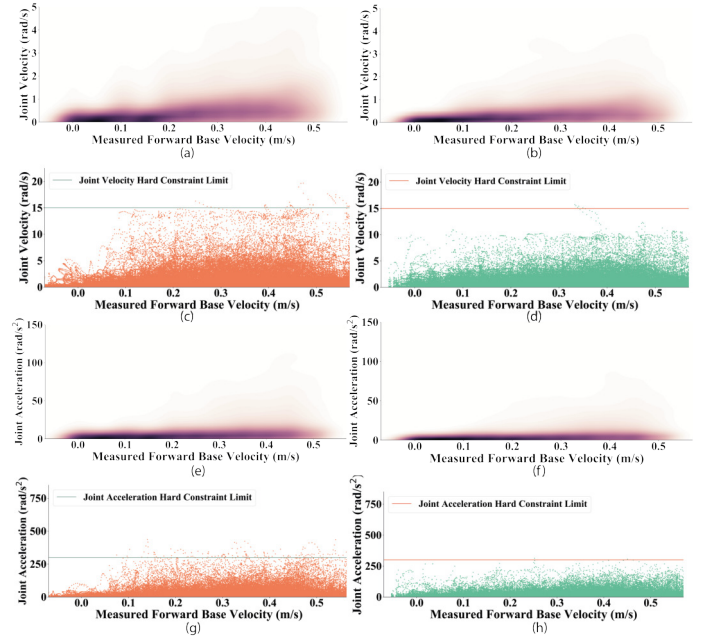 Joint Velocity (rad/s)
5
4
3
2
1
0
0.0 0.1 0.2 0.3 0.4 0.5
Measured Forward Base Velocity (m/s)
(a)
Joint Velocity (rad/s)
5
4
3
2
1
0
0.0 0.1 0.2 0.3 0.4 0.5
Measured Forward Base Velocity (m/s)
(b)
Joint Velocity Hard Constraint Limit
Joint Velocity (rad/s)
20
15
10
5
0
0.0 0.1 0.2 0.3 0.4 0.5
Measured Forward Base Velocity (m/s)
(c)
Joint Velocity Hard Constraint Limit
Joint Velocity (rad/s)
20
15
10
5
0
0.0 0.1 0.2 0.3 0.4 0.5
Measured Forward Base Velocity (m/s)
(d)
Joint Acceleration (rad/s²)
150
100
50
0
0.0 0.1 0.2 0.3 0.4 0.5
Measured Forward Base Velocity (m/s)
(e)
Joint Acceleration (rad/s²)
150
100
50
0
0.0 0.1 0.2 0.3 0.4 0.5
Measured Forward Base Velocity (m/s)
(f)
Joint Acceleration Hard Constraint Limit
Joint Acceleration (rad/s²)
750
500
250
0
0.0 0.1 0.2 0.3 0.4 0.5
Measured Forward Base Velocity (m/s)
(g)
Joint Acceleration Hard Constraint Limit
Joint Acceleration (rad/s²)
750
500
250
0
0.0 0.1 0.2 0.3 0.4 0.5
Measured Forward Base Velocity (m/s)
(h)